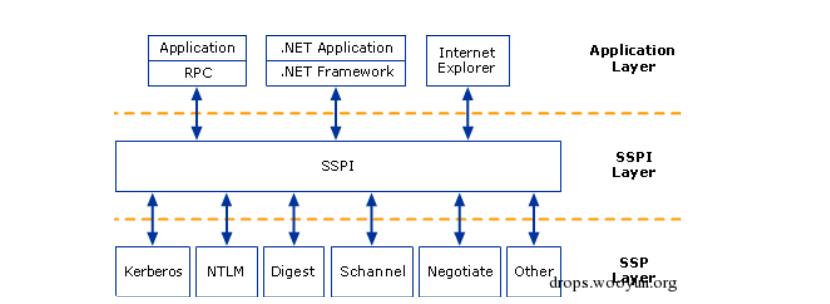 Application
RPC
.NET Application
.NET Framework
Internet
Explorer
Application
Layer
SSPI
SSPI
Layer
Kerberos
NTLM
Digest
Schannel
Negotiate
Other
SSP
Layer
drops.wooyun.org